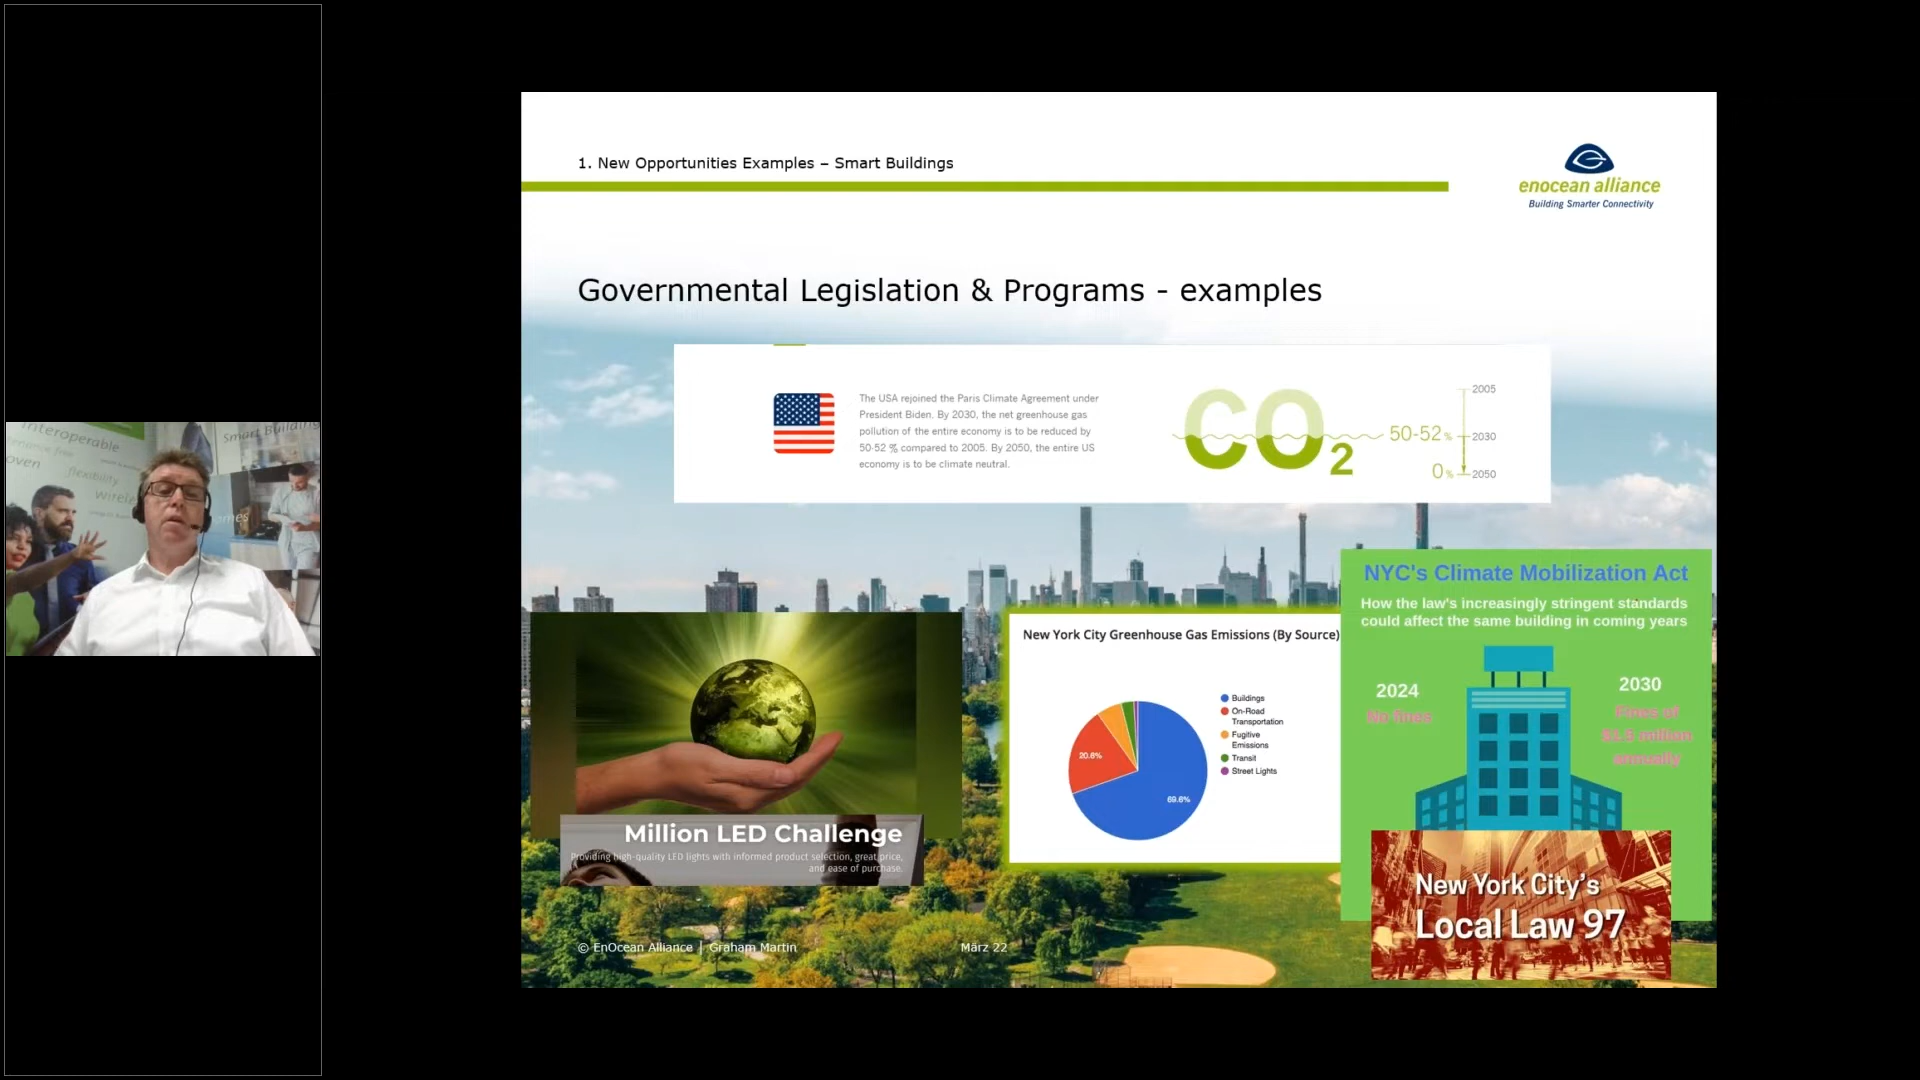 1. New Opportunities Examples – Smart Buildings
enocean alliance
Building Smarter Connectivity
Governmental Legislation & Programs - examples
The USA rejoined the Paris Climate Agreement under
President Biden. By 2030, the net greenhouse gas
pollution of the entire economy is to be reduced by
50-52 % compared to 2005. By 2050, the entire US
economy is to be climate neutral.
CO2
2005
50-52% 2030
0% 2050
Interoperable
Smart Building
oven
flexibility
NYC's Climate Mobilization Act
How the law's increasingly stringent standards
could affect the same building in coming years
2024
No fines
2030
Fines of
million
annually
New York City Greenhouse Gas Emissions (By Source)
Buildings
On-Road
Transportation
Fugitive
Emissions
Transit
Street Lights
20.8%
69.6%
Million LED Challenge
Providing high-quality LED lights with informed product selection, great price,
and ease of purchase.
New York City's
Local Law 97
© EnOcean Alliance | Graham Martin
März 22